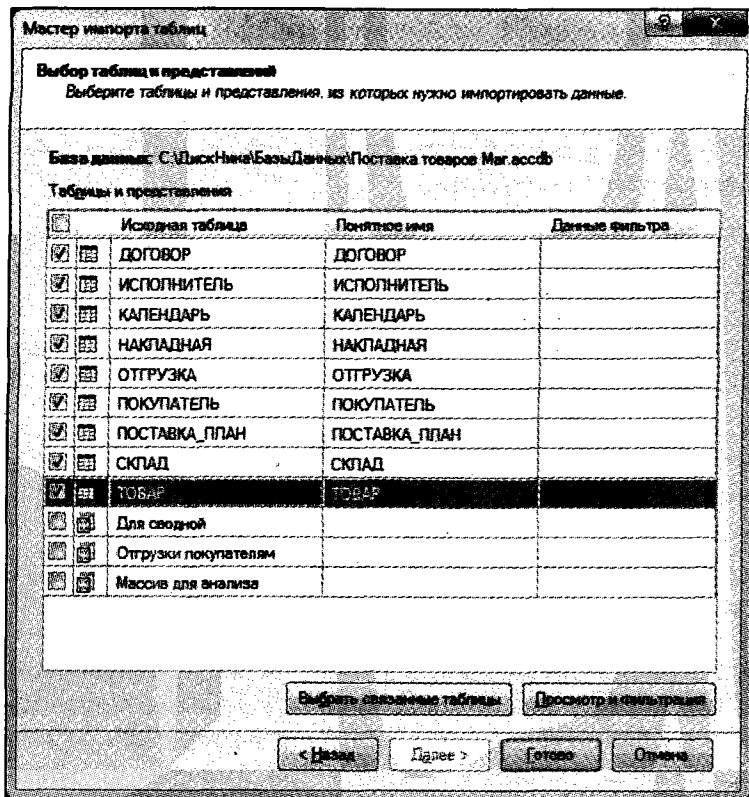 Мастер импорта таблиц
Выбор таблиц и представлений
Выберите таблицы и представления, из которых нужно импортировать данные.
База данных: C:\ДискНина\БазыДанных\Поставка товаров Маг.accdb
Таблицы и представления
Исходная таблица Понятное имя Данные фильтра
ДОГОВОР ДОГОВОР
ИСПОЛНИТЕЛЬ ИСПОЛНИТЕЛЬ
КАЛЕНДАРЬ КАЛЕНДАРЬ
НАКЛАДНАЯ НАКЛАДНАЯ
ОТГРУЗКА ОТГРУЗКА
ПОКУПАТЕЛЬ ПОКУПАТЕЛЬ
ПОСТАВКА_ПЛАН ПОСТАВКА_ПЛАН
СКЛАД СКЛАД
ТОВАР ТОВАР
Для сводной
Отгрузки покупателям
Массив для анализа
Выбрать связанные таблицы Просмотр и фильтрация
< Назад Далее > Готово Отмена